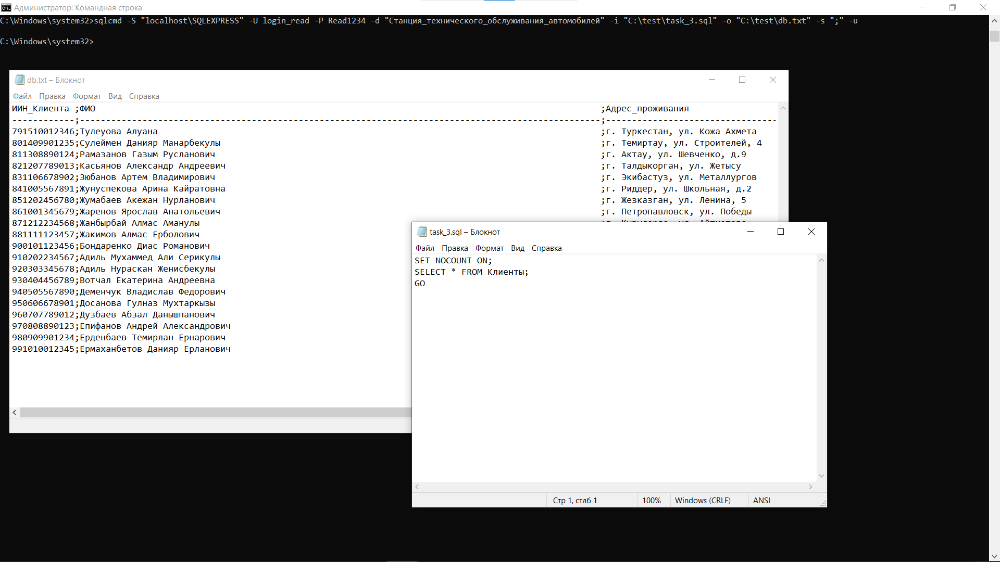 Администратор: Командная строка
C:\Windows\system32>sqlcmd -S "localhost\SQLEXPRESS" -U login_read -P Read1234 -d "Станция_технического_обслуживания_автомобилей" -i "C:\test\task_3.sql" -o "C:\test\db.txt" -s ";" -u
C:\Windows\system32>
db.txt – Блокнот
Файл Правка Формат Вид Справка
ИИН_Клиента ;ФИО ;Адрес_проживания
------------;----------------------------------------------------------------------------------------------------;-----------------------------------
791510012346;Тулеуова Алуана ;г. Туркестан, ул. Кожа Ахмета
801409901235;Сулеймен Данияр Манарбекулы ;г. Темиртау, ул. Строителей, 4
811308890124;Рамазанов Газым Русланович ;г. Актау, ул. Шевченко, д.9
821207789013;Касьянов Александр Андреевич ;г. Талдыкорган, ул. Жетысу
831106678902;Зюбанов Артем Владимирович ;г. Экибастуз, ул. Металлургов
841005567891;Жунуспекова Арина Кайратовна ;г. Риддер, ул. Школьная, д.2
851202456780;Жумабаев Акежан Нурланович ;г. Жезказган, ул. Ленина, 5
861001345679;Жаренов Ярослав Анатольевич ;г. Петропавловск, ул. Победы
871212234568;Жанбырбай Алмас Аманулы
881111123457;Жакимов Алмас Ерболович
900101123456;Бондаренко Диас Романович
910202234567;Адиль Мухаммед Али Серикулы
920303345678;Адиль Нураскан Женисбекулы
930404456789;Вотчал Екатерина Андреевна
940505567890;Деменчук Владислав Федорович
950606678901;Досанова Гулназ Мухтаркызы
960707789012;Дузбаев Абзал Данышпанович
970808890123;Епифанов Андрей Александрович
980909901234;Ерденбаев Темирлан Ернарович
991010012345;Ермаханбетов Данияр Ерланович
task_3.sql – Блокнот
Файл Правка Формат Вид Справка
SET NOCOUNT ON;
SELECT * FROM Клиенты;
GO
Стр 1, стлб 1 100% Windows (CRLF) ANSI